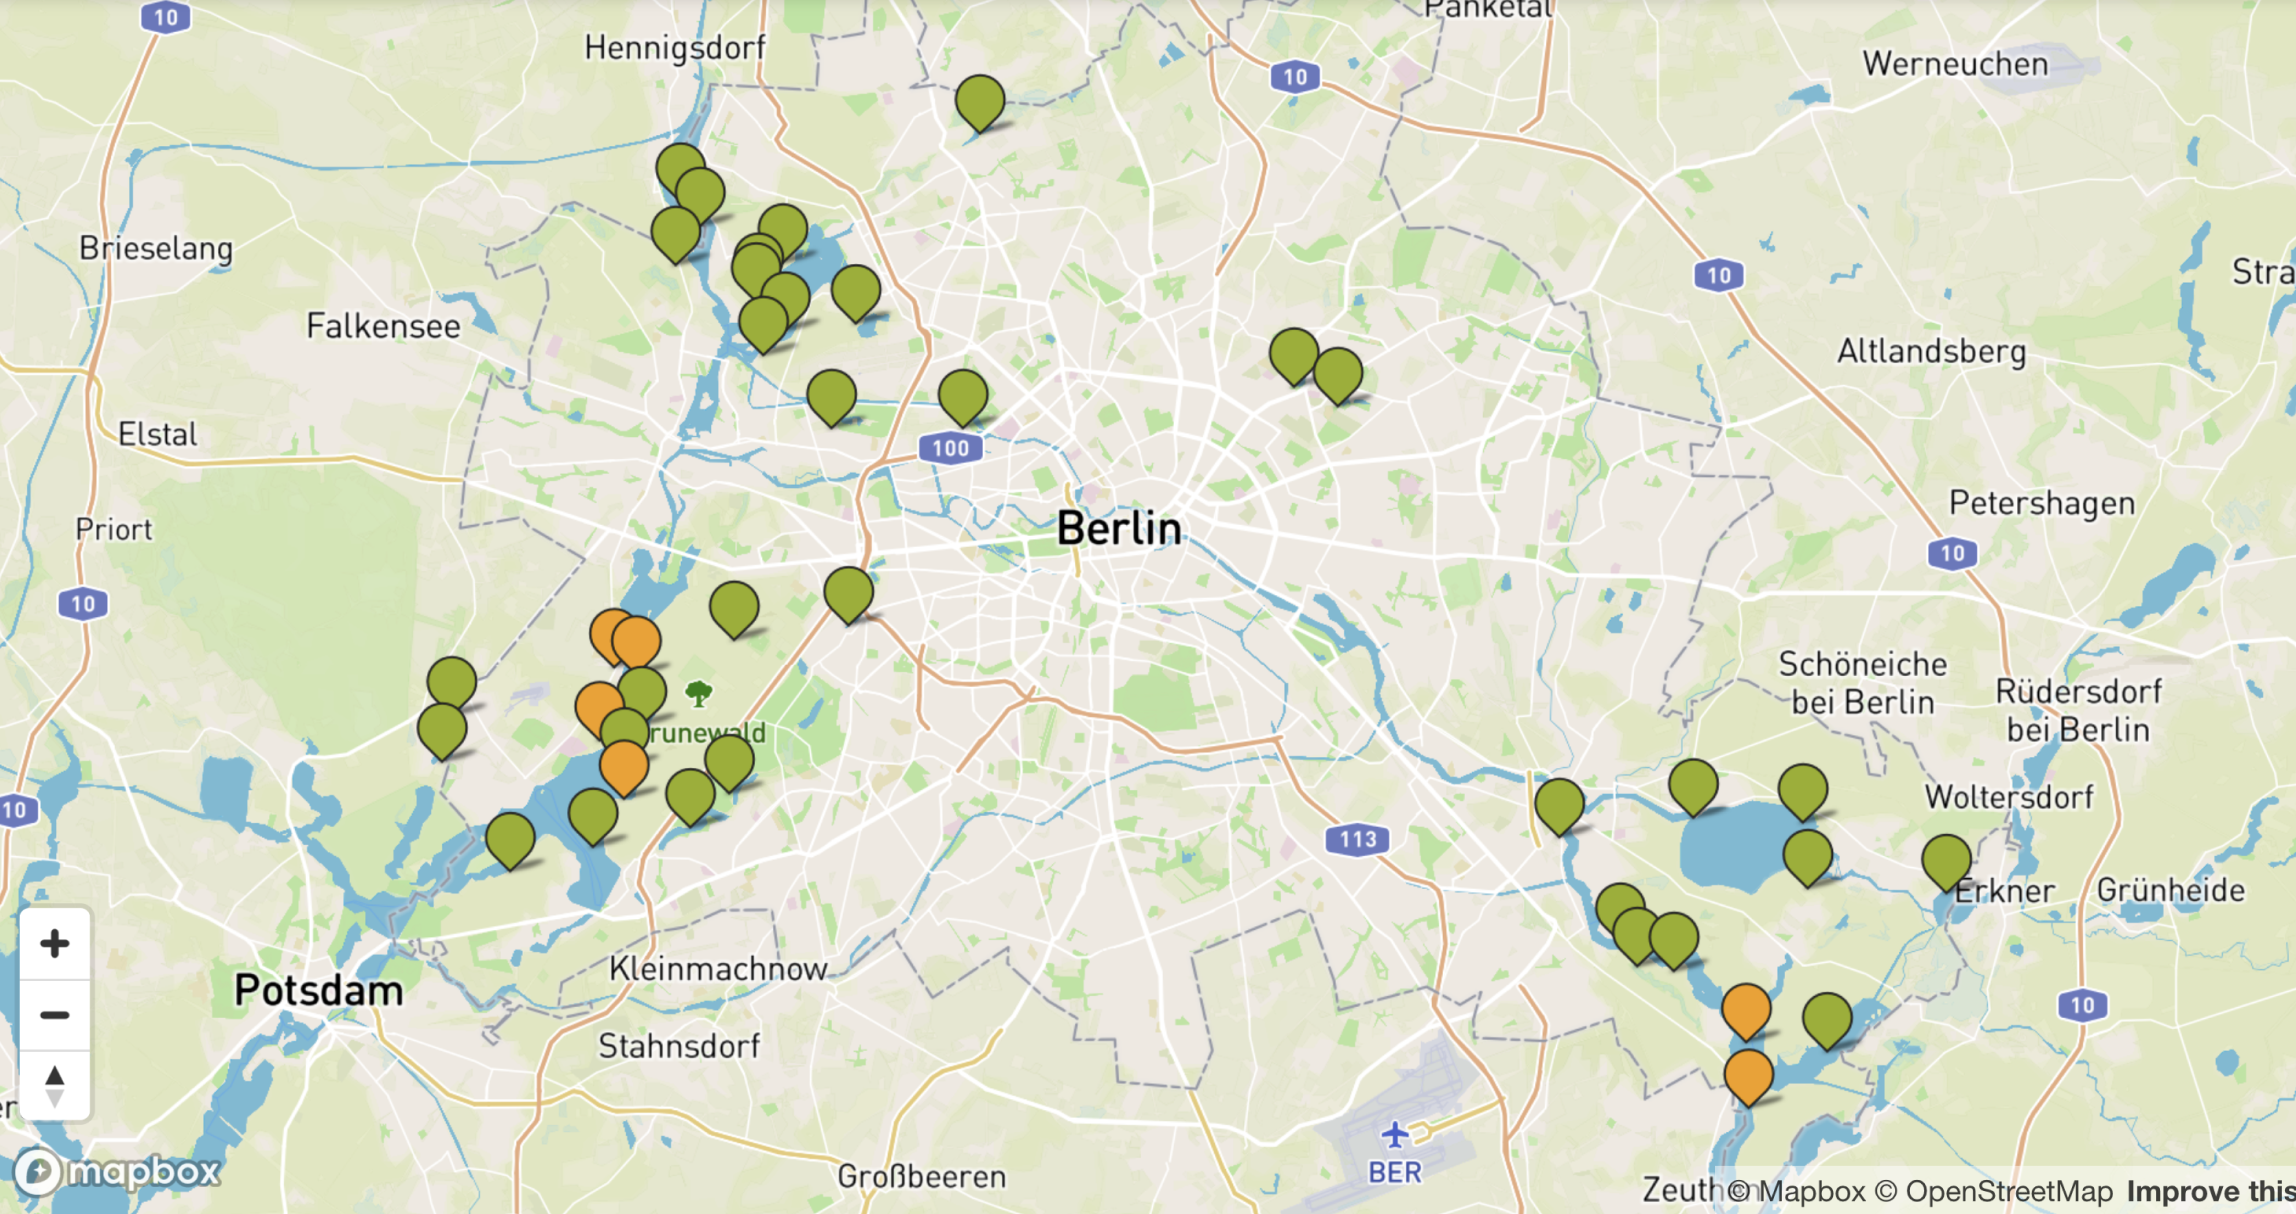 Panketal
10
Hennigsdorf
10
Werneuchen
Brieselang
10
Stra
Falkensee
Altlandsberg
Elstal
100
Petershagen
Priort
Berlin
10
10
Schöneiche
bei Berlin
Rüdersdorf
bei Berlin
runewald
10
Woltersdorf
113
Erkner
Grünheide
+
Kleinmachnow
Potsdam
10
−
Stahnsdorf
er
BER
mapbox
Großbeeren
Zeuthen
© Mapbox © OpenStreetMap Improve this